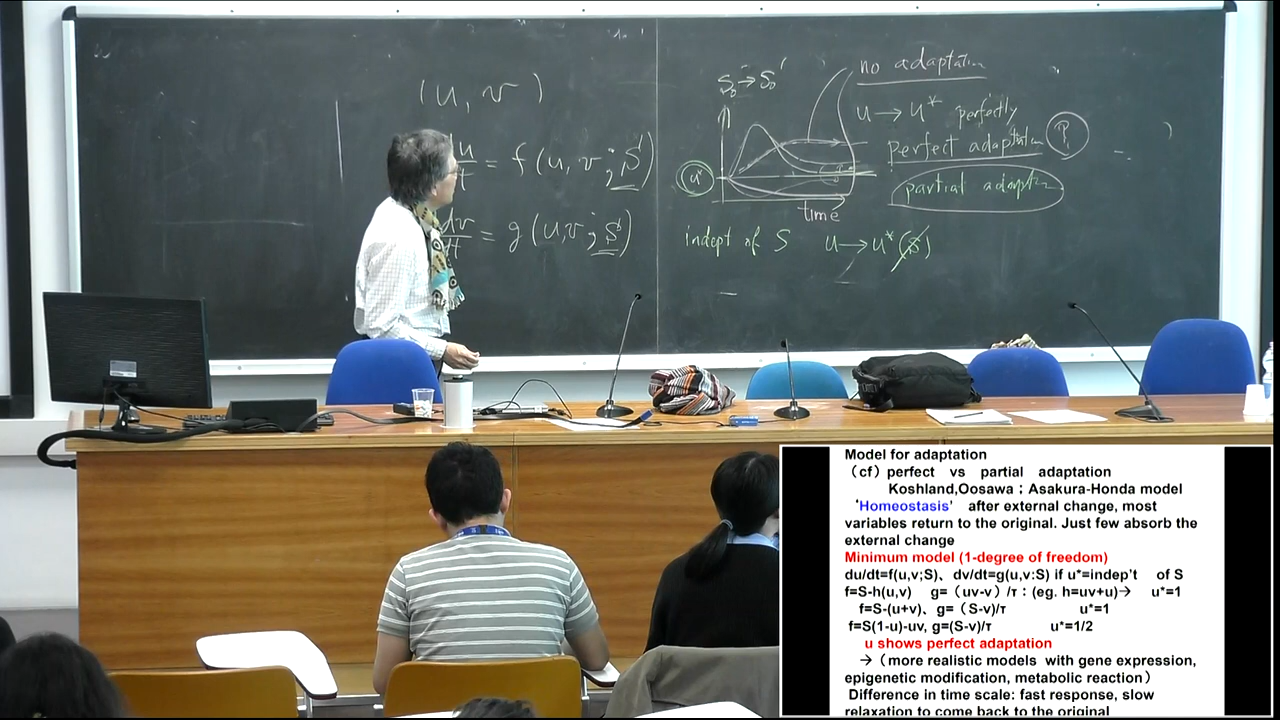 (u, v)
du/dt = f(u, v; S)
dv/dt = g(u, v; S)
S₀→S₀'
no adaptation
u → u* perfectly
perfect adaptation
partial adaptn
u*
time
indept of S u → u*(S)
Model for adaptation
（cf）perfect vs partial adaptation
Koshland,Oosawa；Asakura-Honda model
'Homeostasis' after external change, most
variables return to the original. Just few absorb the
external change
Minimum model (1-degree of freedom)
du/dt=f(u,v;S)、dv/dt=g(u,v:S) if u*=indep't of S
f=S-h(u,v) g=（uv-v）/τ：(eg. h=uv+u)→ u*=1
f=S-(u+v)、g=（S-v)/τ u*=1
f=S(1-u)-uv, g=(S-v)/τ u*=1/2
u shows perfect adaptation
→（more realistic models with gene expression,
epigenetic modification, metabolic reaction）
Difference in time scale: fast response, slow
relaxation to come back to the original